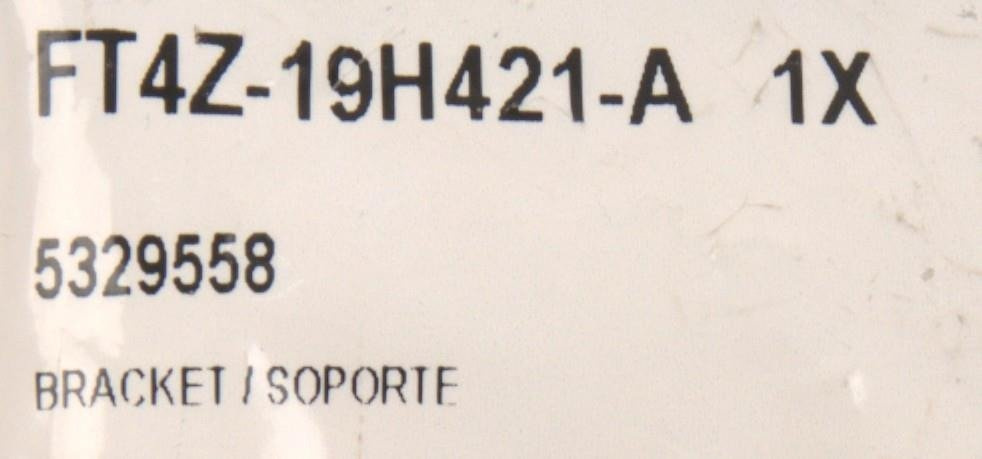 FT4Z-19H421-A 1X
5329558
BRACKET / SOPORTE